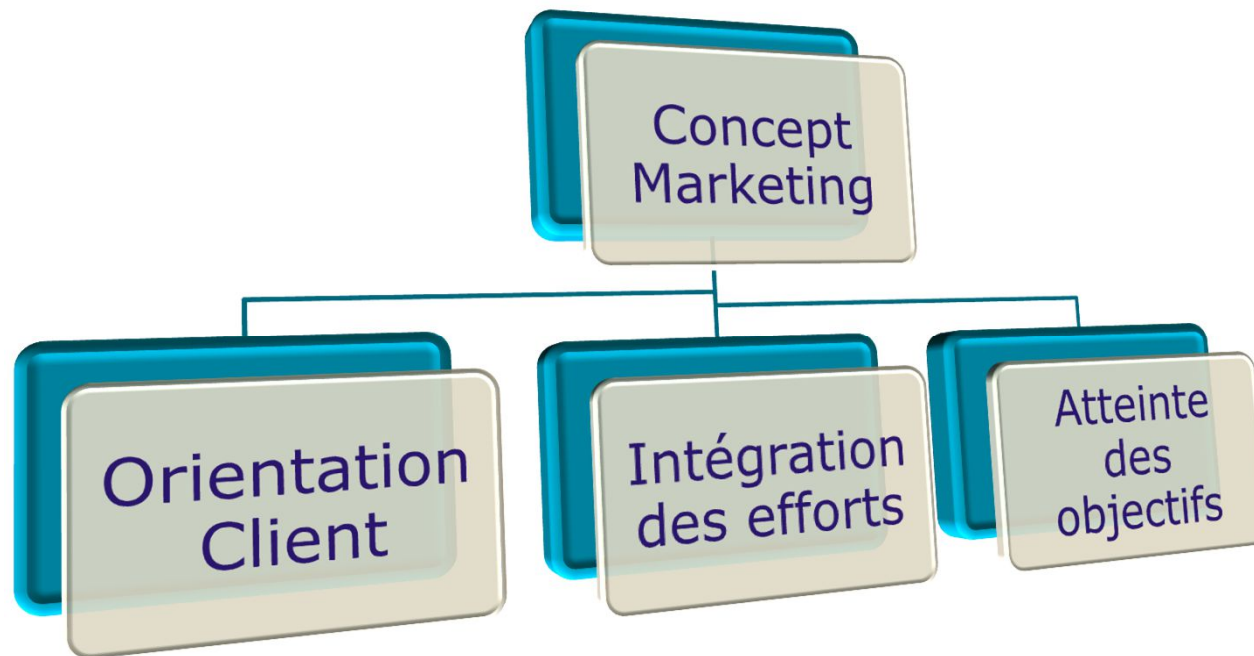 Concept
Marketing
Orientation
Client
Intégration
des efforts
Atteinte
des
objectifs